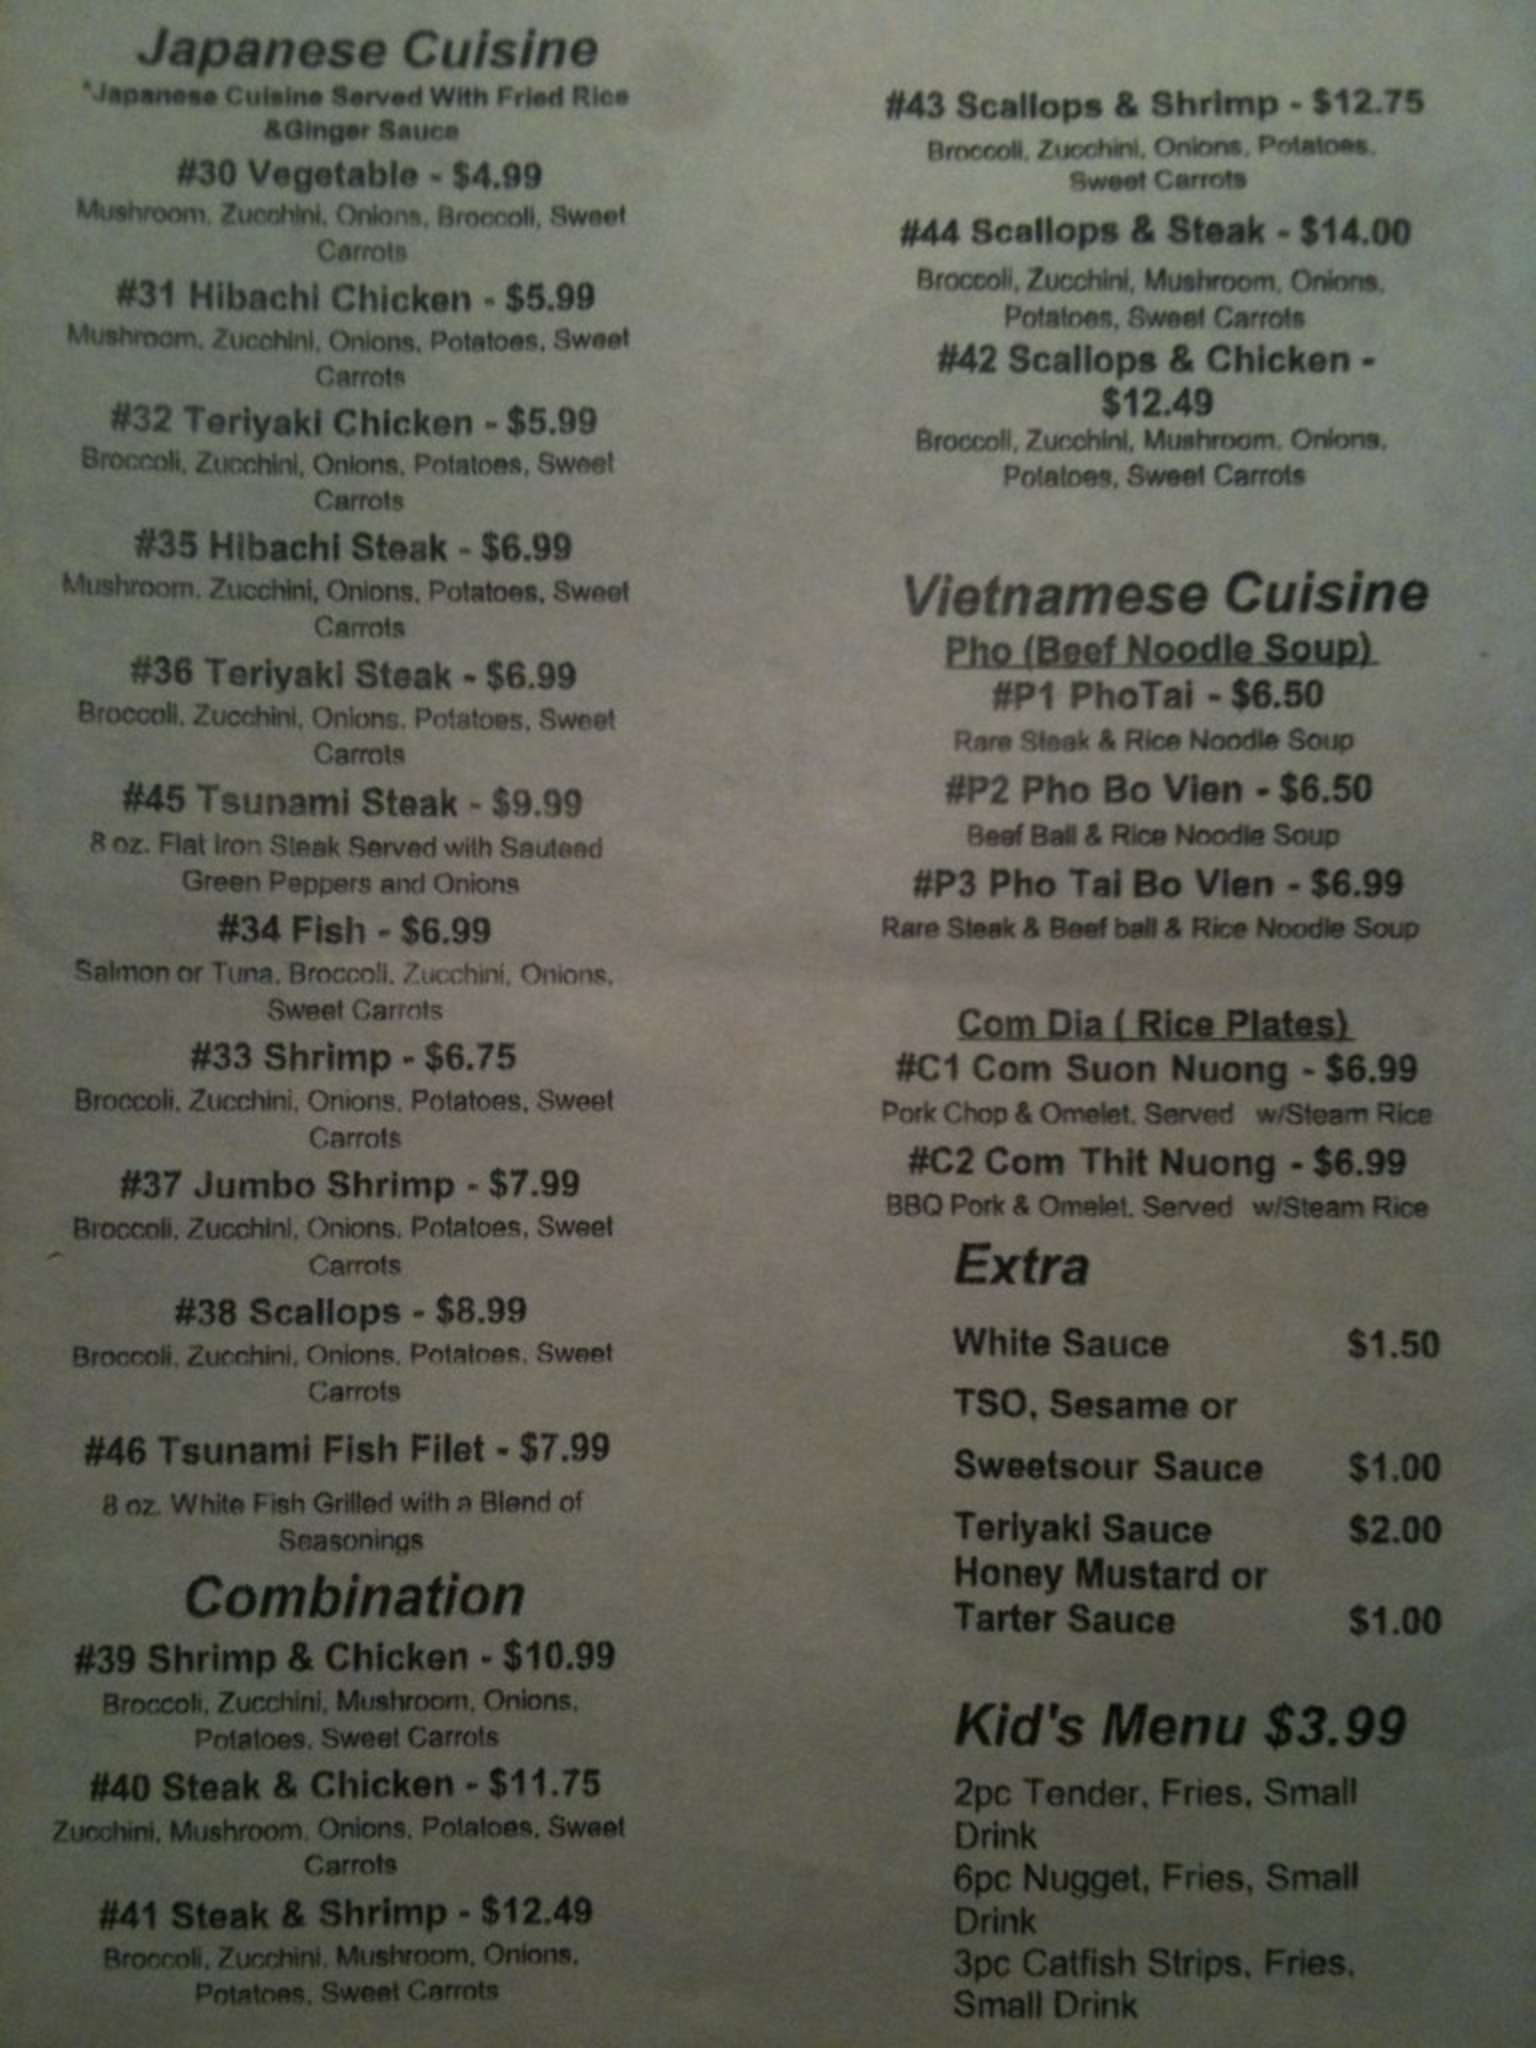 Japanese Cuisine
*Japanese Cuisine Served With Fried Rice
&Ginger Sauce
#30 Vegetable - $4.99
Mushroom, Zucchini, Onions, Broccoli, Sweet
Carrots
#31 Hibachi Chicken - $5.99
Mushroom, Zucchini, Onions, Potatoes, Sweet
Carrots
#32 Teriyaki Chicken - $5.99
Broccoli, Zucchini, Onions, Potatoes, Sweet
Carrots
#35 Hibachi Steak - $6.99
Mushroom, Zucchini, Onions, Potatoes, Sweet
Carrots
#36 Teriyaki Steak - $6.99
Broccoli, Zucchini, Onions, Potatoes, Sweet
Carrots
#45 Tsunami Steak - $9.99
8 oz. Flat Iron Steak Served with Sauteed
Green Peppers and Onions
#34 Fish - $6.99
Salmon or Tuna, Broccoli, Zucchini, Onions,
Sweet Carrots
#33 Shrimp - $6.75
Broccoli, Zucchini, Onions, Potatoes, Sweet
Carrots
#37 Jumbo Shrimp - $7.99
Broccoli, Zucchini, Onions, Potatoes, Sweet
Carrots
#38 Scallops - $8.99
Broccoli, Zucchini, Onions, Potatoes, Sweet
Carrots
#46 Tsunami Fish Filet - $7.99
8 oz. White Fish Grilled with a Blend of
Seasonings
Combination
#39 Shrimp & Chicken - $10.99
Broccoli, Zucchini, Mushroom, Onions,
Potatoes, Sweet Carrots
#40 Steak & Chicken - $11.75
Zucchini, Mushroom, Onions, Potatoes, Sweet
Carrots
#41 Steak & Shrimp - $12.49
Broccoli, Zucchini, Mushroom, Onions,
Potatoes, Sweet Carrots
#43 Scallops & Shrimp - $12.75
Broccoli, Zucchini, Onions, Potatoes,
Sweet Carrots
#44 Scallops & Steak - $14.00
Broccoli, Zucchini, Mushroom, Onions,
Potatoes, Sweet Carrots
#42 Scallops & Chicken -
$12.49
Broccoli, Zucchini, Mushroom, Onions,
Potatoes, Sweet Carrots
Vietnamese Cuisine
Pho (Beef Noodle Soup)
#P1 PhoTai - $6.50
Rare Steak & Rice Noodle Soup
#P2 Pho Bo Vien - $6.50
Beef Ball & Rice Noodle Soup
#P3 Pho Tai Bo Vien - $6.99
Rare Steak & Beef ball & Rice Noodle Soup
Com Dia ( Rice Plates)
#C1 Com Suon Nuong - $6.99
Pork Chop & Omelet, Served w/Steam Rice
#C2 Com Thit Nuong - $6.99
BBQ Pork & Omelet, Served w/Steam Rice
Extra
White Sauce $1.50
TSO, Sesame or
Sweetsour Sauce $1.00
Teriyaki Sauce $2.00
Honey Mustard or
Tarter Sauce $1.00
Kid's Menu $3.99
2pc Tender, Fries, Small
Drink
6pc Nugget, Fries, Small
Drink
3pc Catfish Strips, Fries,
Small Drink